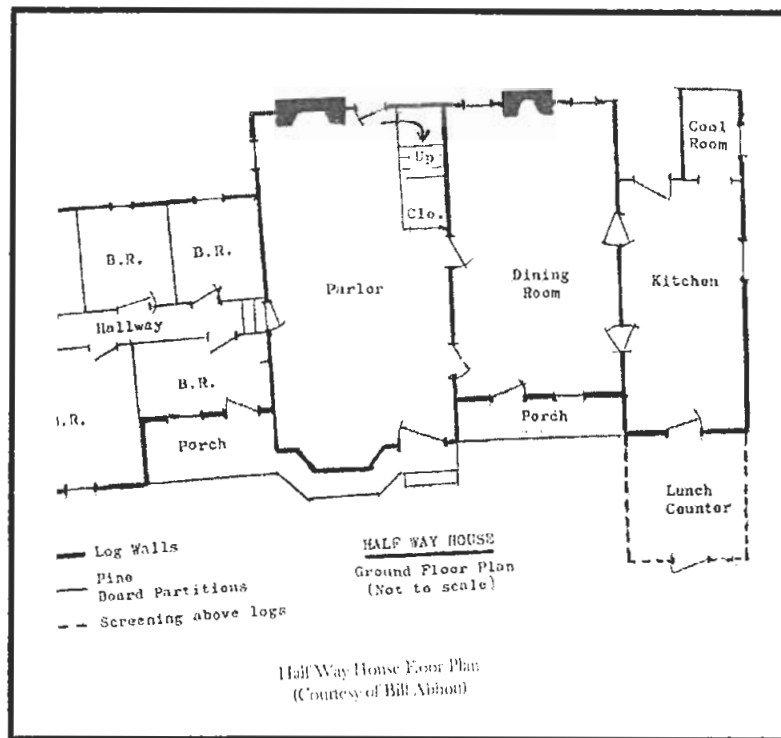 Cool
Room
Up
Clo.
B.R.
B.R.
Parlor
Dining
Room
Kitchen
Hallway
B.R.
.R.
Porch
Porch
Lunch
Counter
Log Walls
Pine
Board Partitions
Screening above logs
HALF WAY HOUSE
Ground Floor Plan
(Not to scale)
Half Way House Floor Plan
(Courtesy of Bill Abbott)